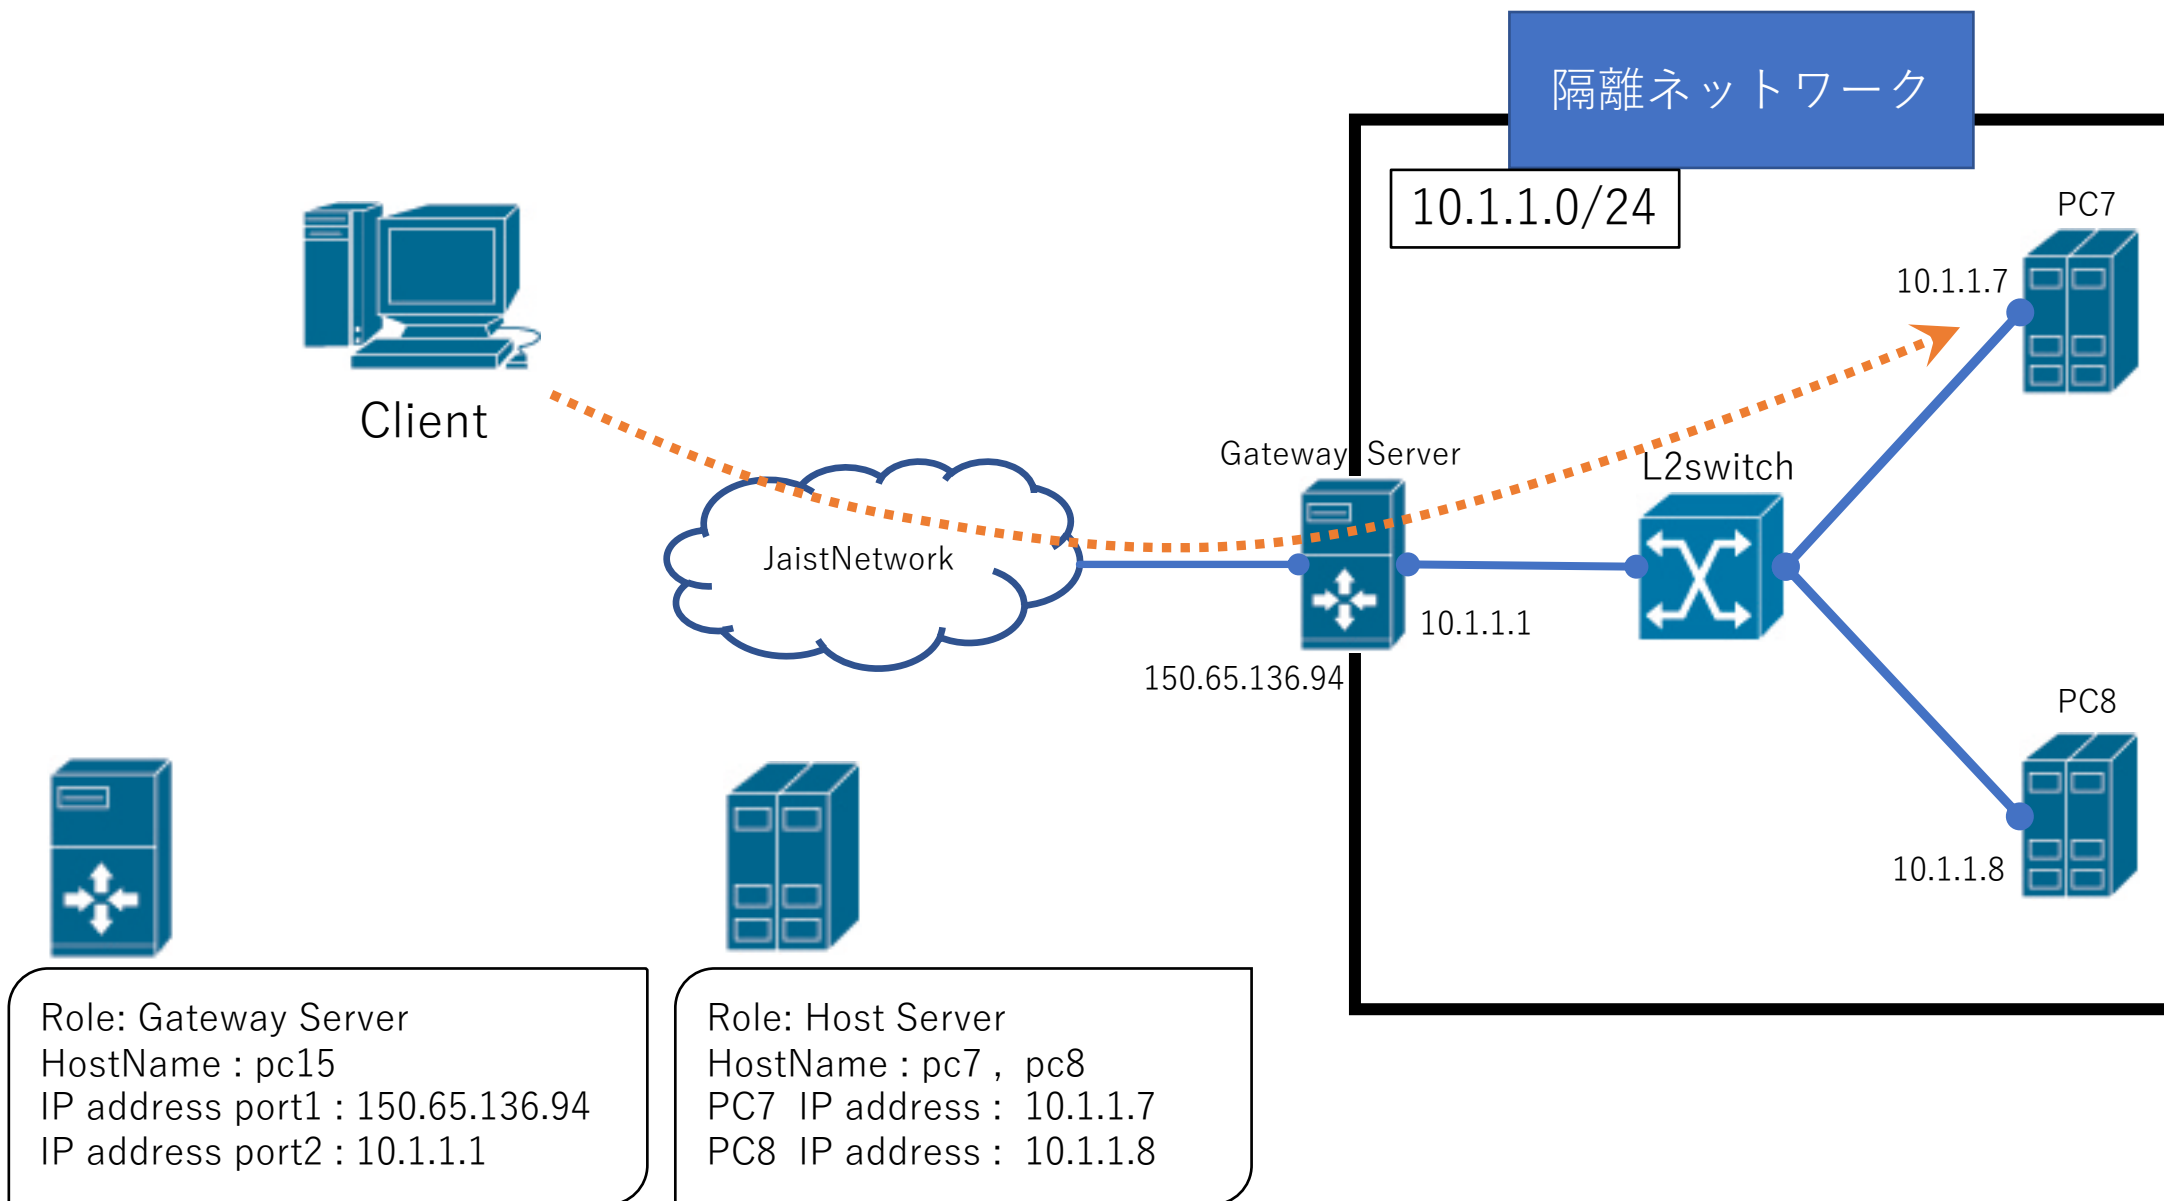 隔離ネットワーク
10.1.1.0/24
PC7
10.1.1.7
Client
Gateway Server
L2switch
JaistNetwork
10.1.1.1
150.65.136.94
PC8
10.1.1.8
Role: Gateway Server
HostName : pc15
IP address port1 : 150.65.136.94
IP address port2 : 10.1.1.1
Role: Host Server
HostName : pc7 , pc8
PC7 IP address : 10.1.1.7
PC8 IP address : 10.1.1.8